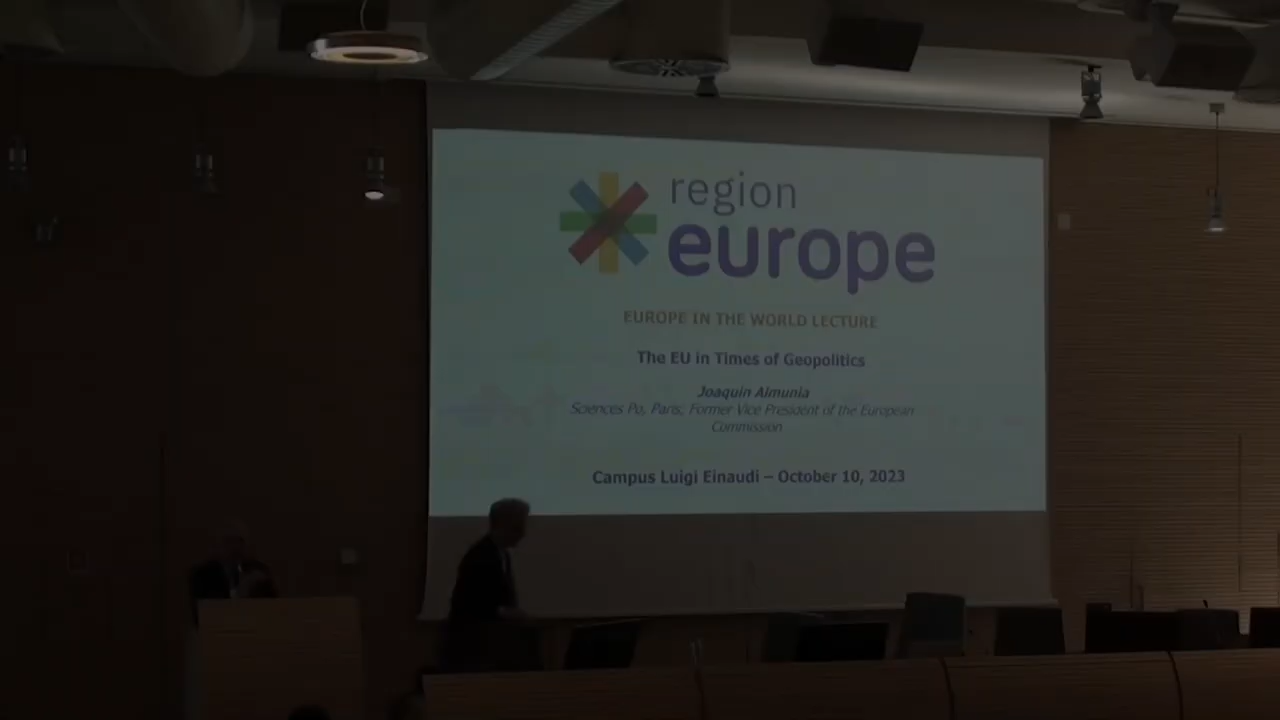 region
europe
EUROPE IN THE WORLD LECTURE
The EU in Times of Geopolitics
Joaquin Almunia
Sciences Po, Paris; Former Vice President of the European
Commission
Campus Luigi Einaudi – October 10, 2023